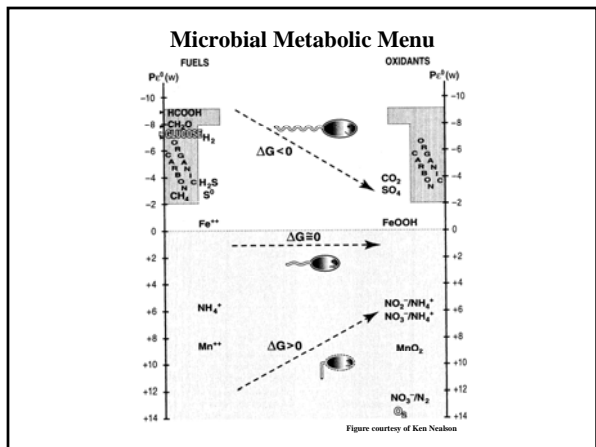 Microbial Metabolic Menu
FUELS
OXIDANTS
Pε⁰(w)
Pε⁰(w)
-10
-8
-6
-4
-2
0
+2
+4
+6
+8
+10
+12
+14
HCOOH
CH₂O
GLUCOSE
H₂
ORGANIC
CARBON
H₂S
S⁰
CH₄
Fe⁺⁺
NH₄⁺
Mn⁺⁺
ΔG<0
ΔG≅0
ΔG>0
ORGANIC
CARBON
CO₂
SO₄
FeOOH
NO₂⁻/NH₄⁺
NO₃⁻/NH₄⁺
MnO₂
NO₃⁻/N₂
-10
-8
-6
-4
-2
0
+2
+4
+6
+8
+10
+12
+14
Figure courtesy of Ken Nealson